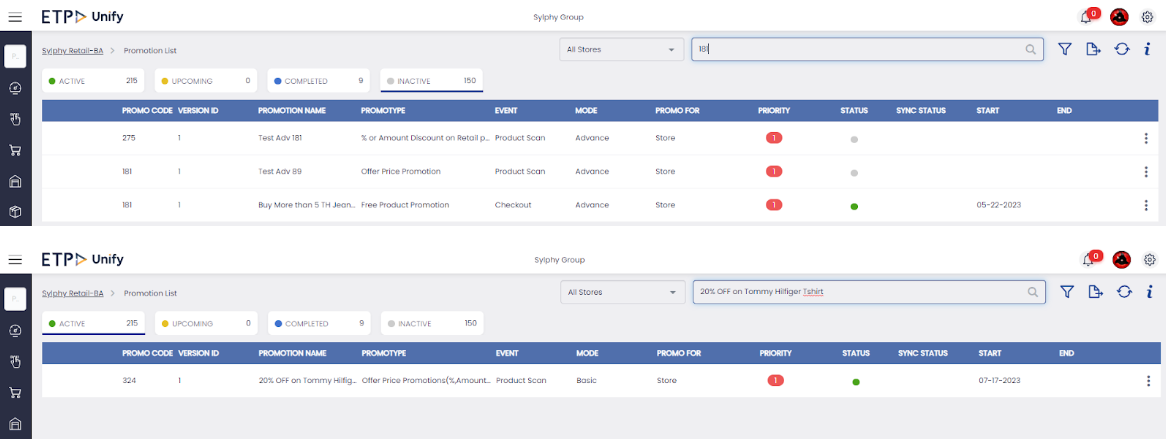 ETP Unify
Sylphy Group
0
Sylphy Retail-BA > Promotion List
All Stores
181
i
ACTIVE 215
UPCOMING 0
COMPLETED 9
INACTIVE 150
PROMO CODE VERSION ID PROMOTION NAME PROMOTYPE EVENT MODE PROMO FOR PRIORITY STATUS SYNC STATUS START END
275 1 Test Adv 181 % or Amount Discount on Retail p... Product Scan Advance Store 1
181 1 Test Adv 89 Offer Price Promotion Product Scan Advance Store 1
181 1 Buy More than 5 TH Jean... Free Product Promotion Checkout Advance Store 1 05-22-2023
ETP Unify
Sylphy Group
0
Sylphy Retail-BA > Promotion List
All Stores
20% OFF on Tommy Hilfiger Tshirt
i
ACTIVE 215
UPCOMING 0
COMPLETED 9
INACTIVE 150
PROMO CODE VERSION ID PROMOTION NAME PROMOTYPE EVENT MODE PROMO FOR PRIORITY STATUS SYNC STATUS START END
324 1 20% OFF on Tommy Hilfig... Offer Price Promotions(%,Amount... Product Scan Basic Store 1 07-17-2023